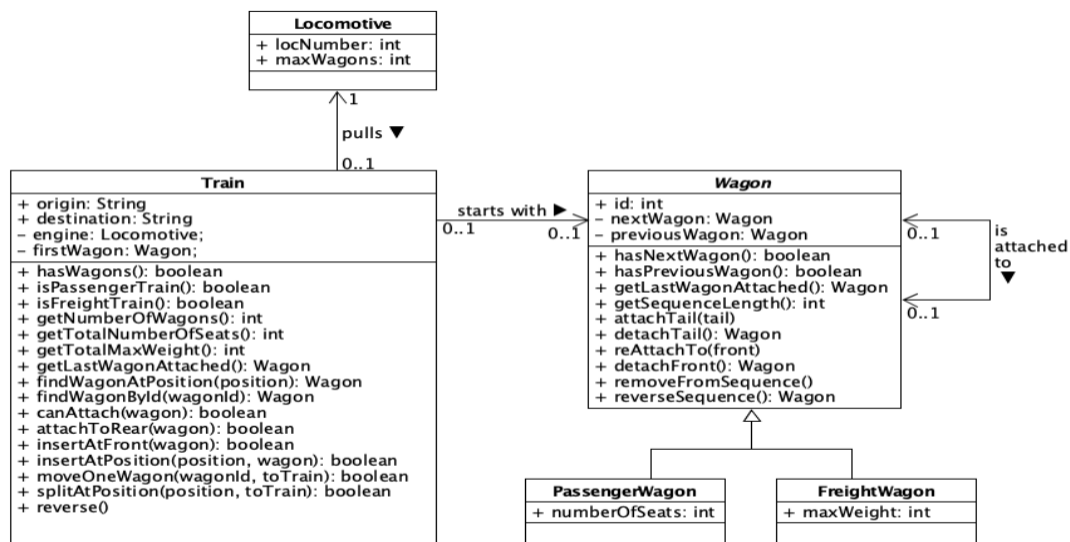 Locomotive
+ locNumber: int
+ maxWagons: int
1
pulls ▼
0..1
Train
+ origin: String
+ destination: String
− engine: Locomotive;
− firstWagon: Wagon;
+ hasWagons(): boolean
+ isPassengerTrain(): boolean
+ isFreightTrain(): boolean
+ getNumberOfWagons(): int
+ getTotalNumberOfSeats(): int
+ getTotalMaxWeight(): int
+ getLastWagonAttached(): Wagon
+ findWagonAtPosition(position): Wagon
+ findWagonById(wagonId): Wagon
+ canAttach(wagon): boolean
+ attachToRear(wagon): boolean
+ insertAtFront(wagon): boolean
+ insertAtPosition(position, wagon): boolean
+ moveOneWagon(wagonId, toTrain): boolean
+ splitAtPosition(position, toTrain): boolean
+ reverse()
starts with ▶
0..1
0..1
Wagon
+ id: int
− nextWagon: Wagon
− previousWagon: Wagon
+ hasNextWagon(): boolean
+ hasPreviousWagon(): boolean
+ getLastWagonAttached(): Wagon
+ getSequenceLength(): int
+ attachTail(tail)
+ detachTail(): Wagon
+ reAttachTo(front)
+ detachFront(): Wagon
+ removeFromSequence()
+ reverseSequence(): Wagon
0..1
is
attached
to
▼
0..1
PassengerWagon
+ numberOfSeats: int
FreightWagon
+ maxWeight: int